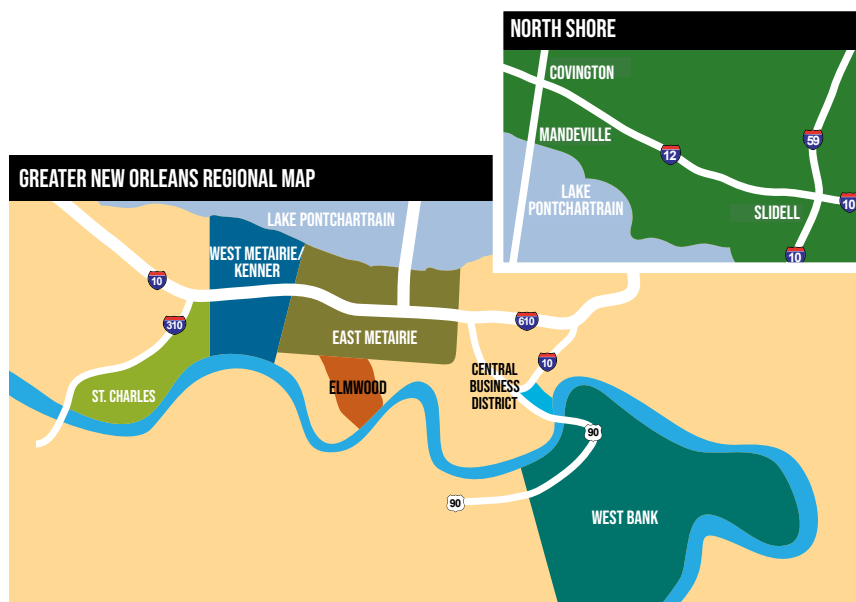 NORTH SHORE
COVINGTON
MANDEVILLE
12
59
LAKE
PONTCHARTRAIN
SLIDELL
10
10
GREATER NEW ORLEANS REGIONAL MAP
LAKE PONTCHARTRAIN
WEST METAIRIE/
KENNER
10
310
610
EAST METAIRIE
10
ST. CHARLES
ELMWOOD
CENTRAL
BUSINESS
DISTRICT
90
90
WEST BANK